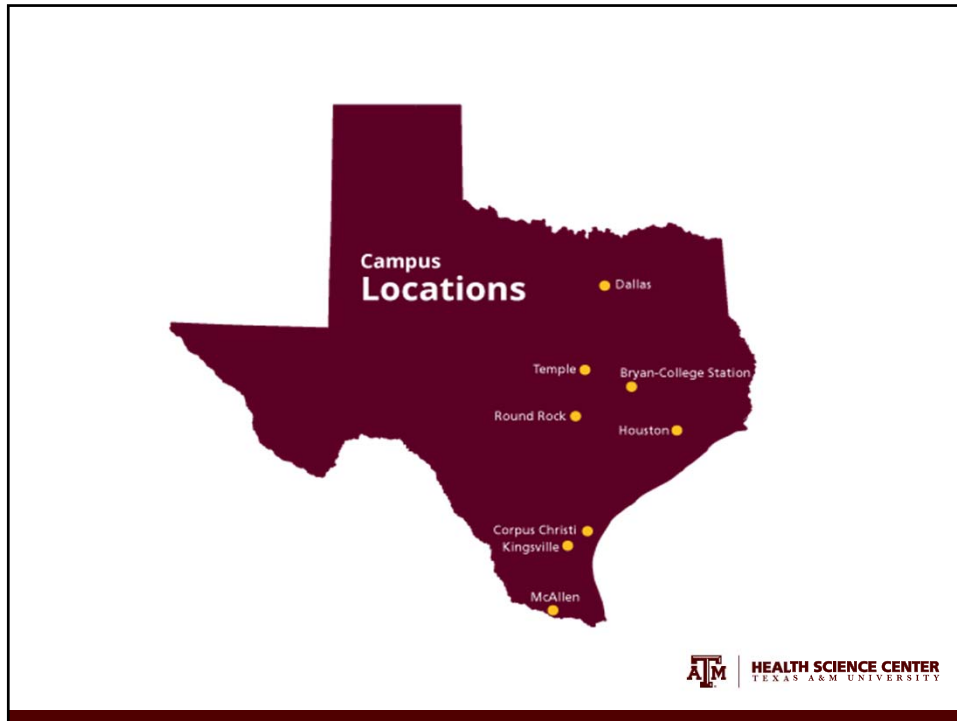 Campus
Locations
Dallas
Temple
Bryan-College Station
Round Rock
Houston
Corpus Christi
Kingsville
McAllen
ATM
HEALTH SCIENCE CENTER
TEXAS A&M UNIVERSITY